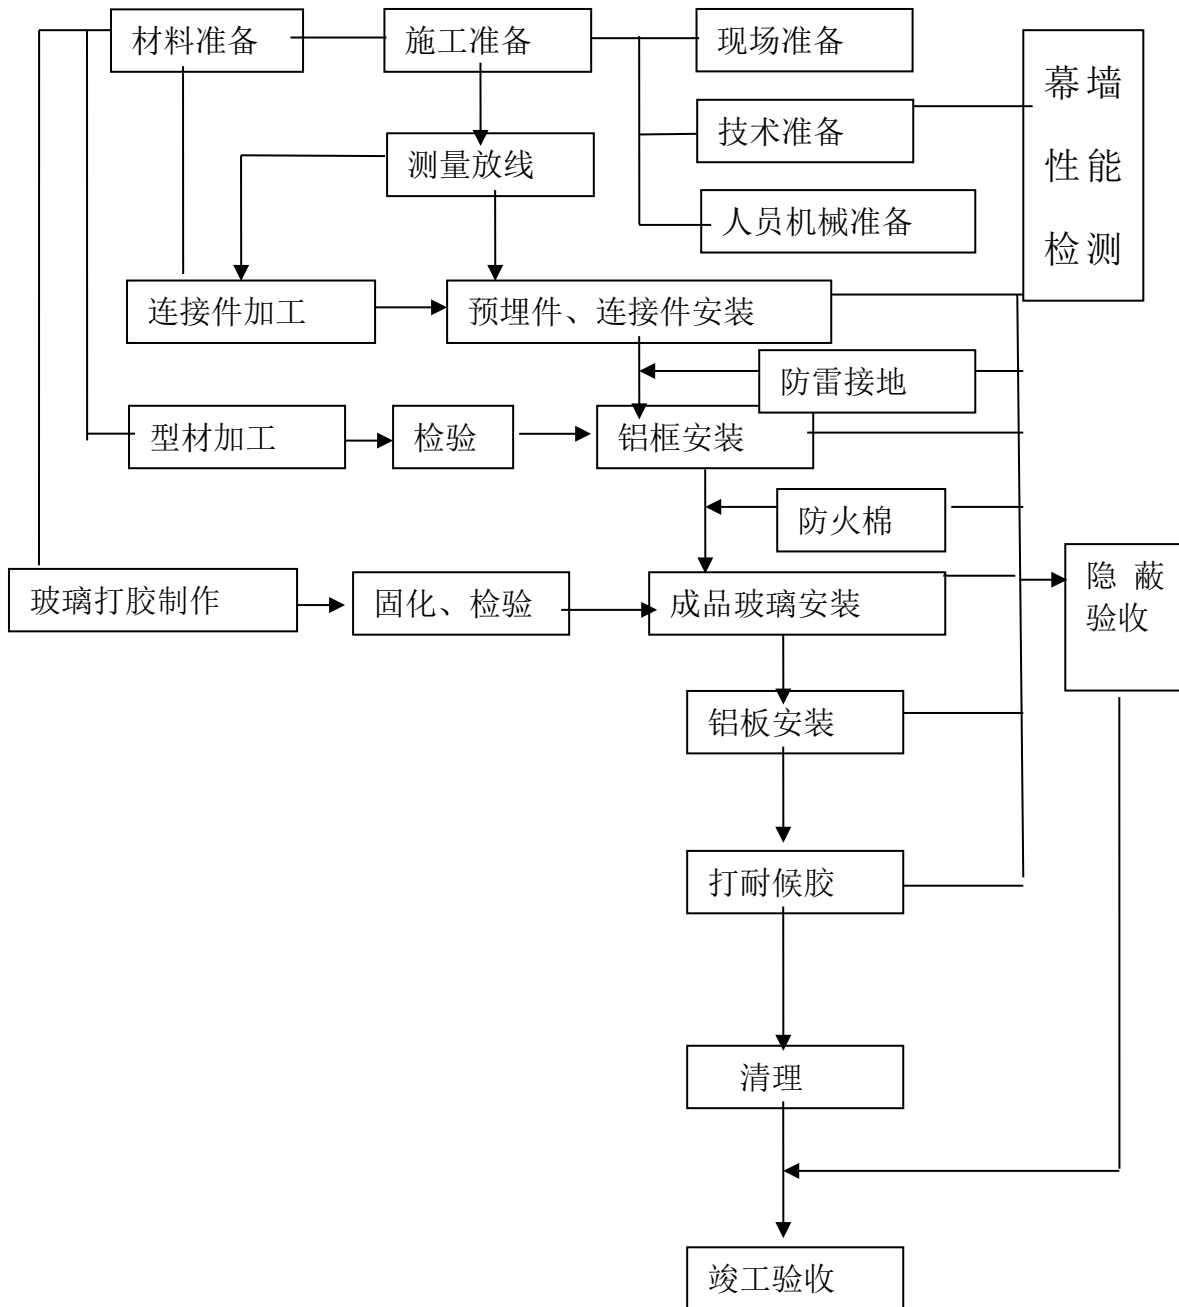 材料准备
施工准备
现场准备
幕墙
性能
检测
技术准备
测量放线
人员机械准备
连接件加工
预埋件、连接件安装
防雷接地
型材加工
检验
铝框安装
防火棉
玻璃打胶制作
固化、检验
成品玻璃安装
隐蔽
验收
铝板安装
打耐候胶
清理
竣工验收